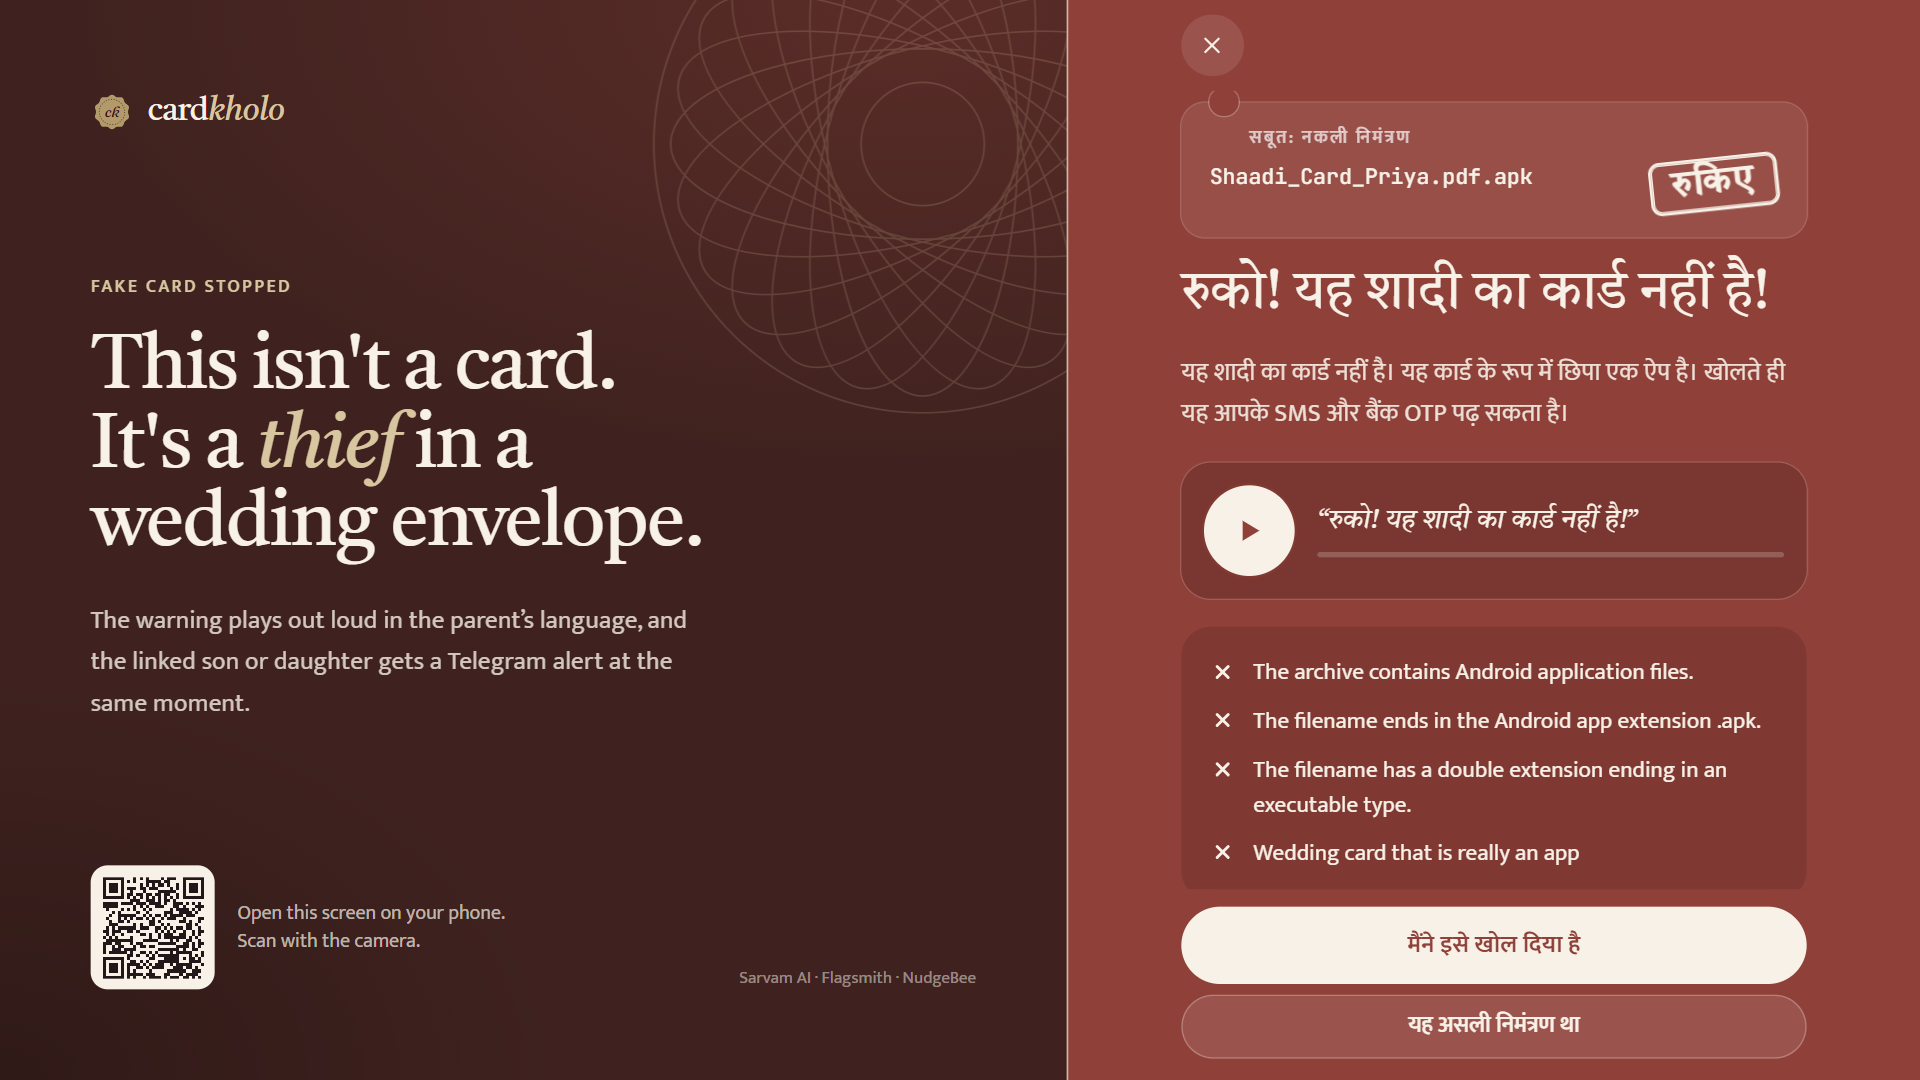 ck cardkholo
FAKE CARD STOPPED
This isn't a card.
It's a thief in a
wedding envelope.
The warning plays out loud in the parent’s language, and
the linked son or daughter gets a Telegram alert at the
same moment.
Open this screen on your phone.
Scan with the camera.
Sarvam AI · Flagsmith · NudgeBee
सबूत: नकली निमंत्रण
Shaadi_Card_Priya.pdf.apk
रुकिए
रुको! यह शादी का कार्ड नहीं है!
यह शादी का कार्ड नहीं है। यह कार्ड के रूप में छिपा एक ऐप है। खोलते ही
यह आपके SMS और बैंक OTP पढ़ सकता है।
“रुको! यह शादी का कार्ड नहीं है!”
The archive contains Android application files.
The filename ends in the Android app extension .apk.
The filename has a double extension ending in an
executable type.
Wedding card that is really an app
मैंने इसे खोल दिया है
यह असली निमंत्रण था